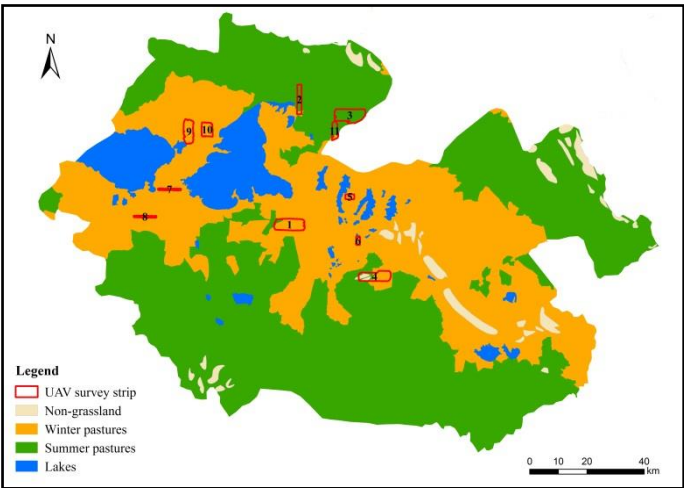 N
2
3
11
9
10
7
5
8
1
6
4
Legend
UAV survey strip
Non-grassland
Winter pastures
Summer pastures
Lakes
0 10 20 40
km